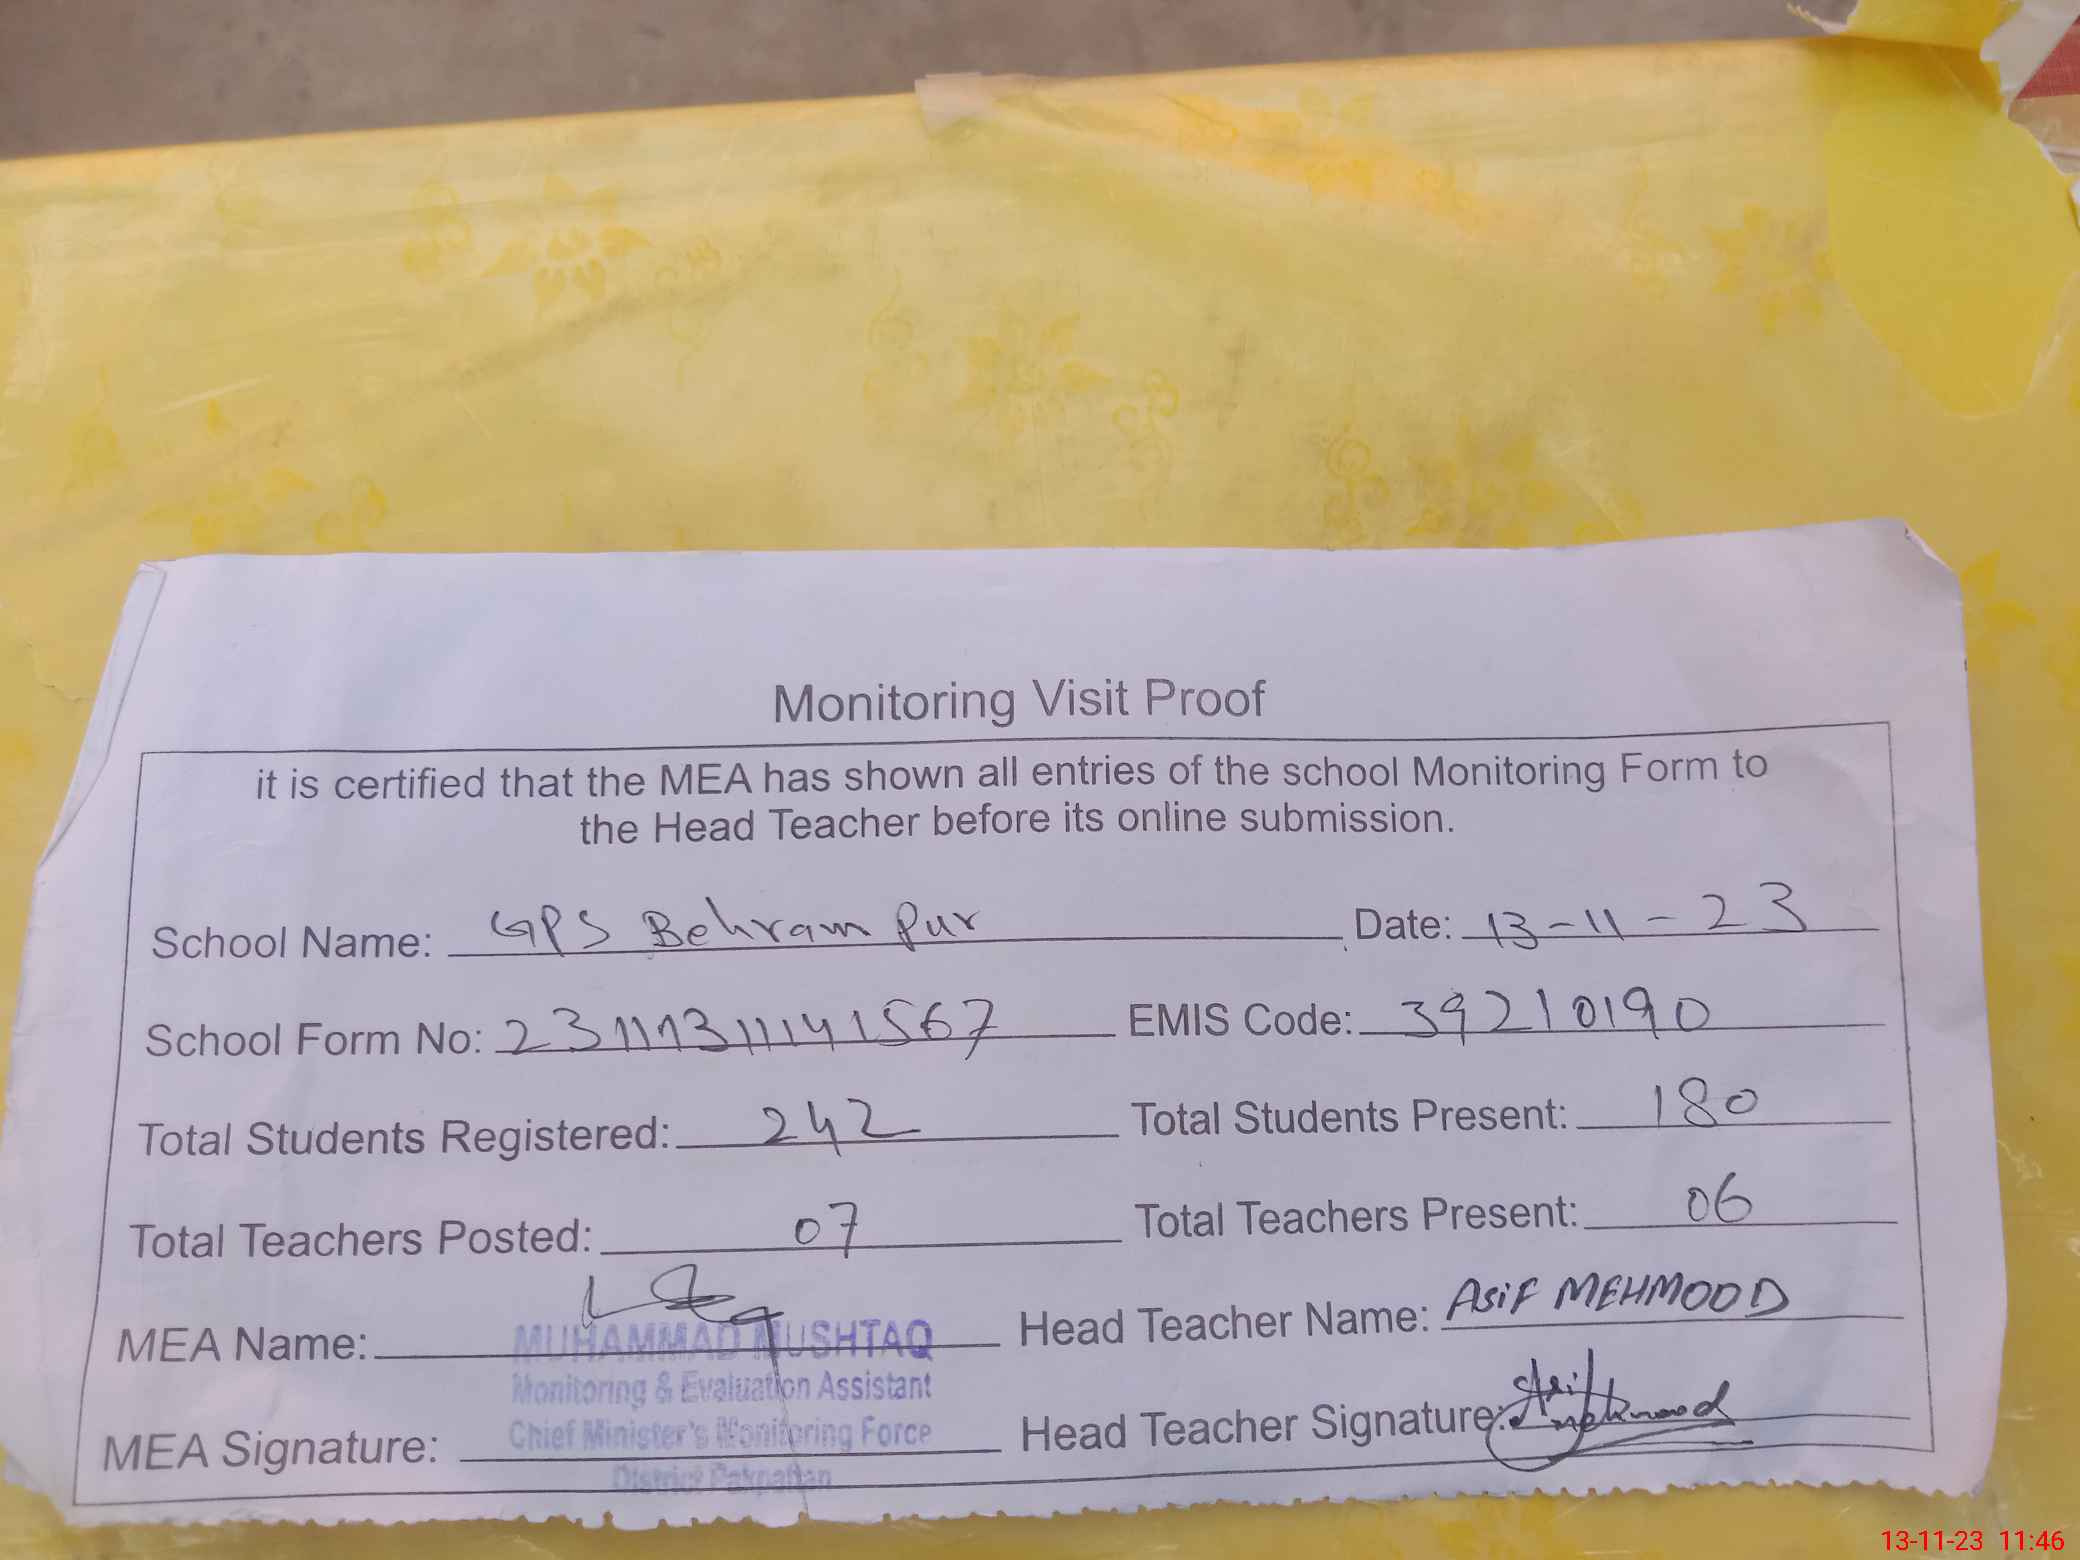 Monitoring Visit Proof
it is certified that the MEA has shown all entries of the school Monitoring Form to
the Head Teacher before its online submission.
School Name: GPS Behram Pur Date: 13-11-23
School Form No: 231113111141567 EMIS Code: 39210190
Total Students Registered: 242 Total Students Present: 180
Total Teachers Posted: 07 Total Teachers Present: 06
MEA Name: MUHAMMAD MUSHTAQ Head Teacher Name: ASiF MEHMOOD
Monitoring & Evaluation Assistant
Chief Minister's Monitoring Force
MEA Signature: Head Teacher Signature: Asif mehmood
District Pakpattan
13-11-23 11:46